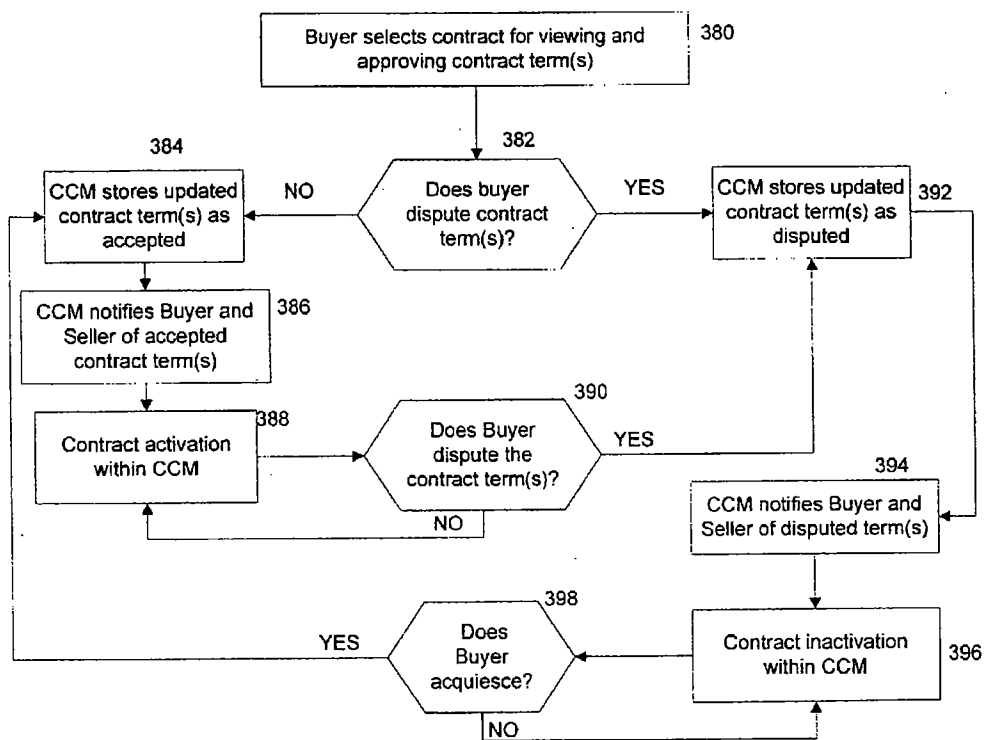 Buyer selects contract for viewing and
approving contract term(s)
380
382
Does buyer
dispute contract
term(s)?
NO
YES
384
CCM stores updated
contract term(s) as
accepted
CCM stores updated
contract term(s) as
disputed
392
CCM notifies Buyer and
Seller of accepted
contract term(s)
386
388
Contract activation
within CCM
390
Does Buyer
dispute the
contract term(s)?
YES
NO
394
CCM notifies Buyer and
Seller of disputed term(s)
398
Does
Buyer
acquiesce?
YES
NO
Contract inactivation
within CCM
396